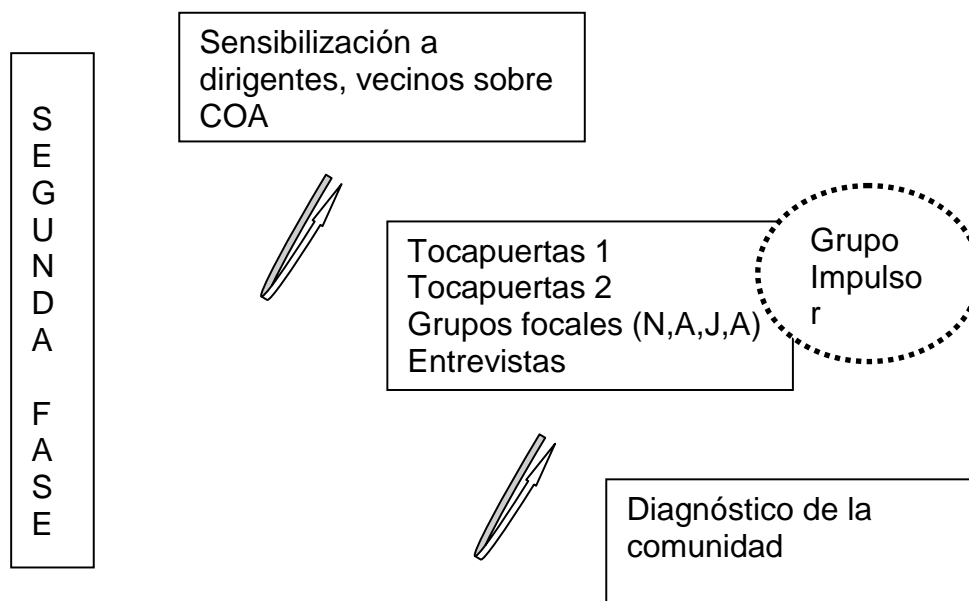 S
E
G
U
N
D
A
F
A
S
E
Sensibilización a
dirigentes, vecinos sobre
COA
Tocapuertas 1
Tocapuertas 2
Grupos focales (N,A,J,A)
Entrevistas
Grupo
Impulso
r
Diagnóstico de la
comunidad